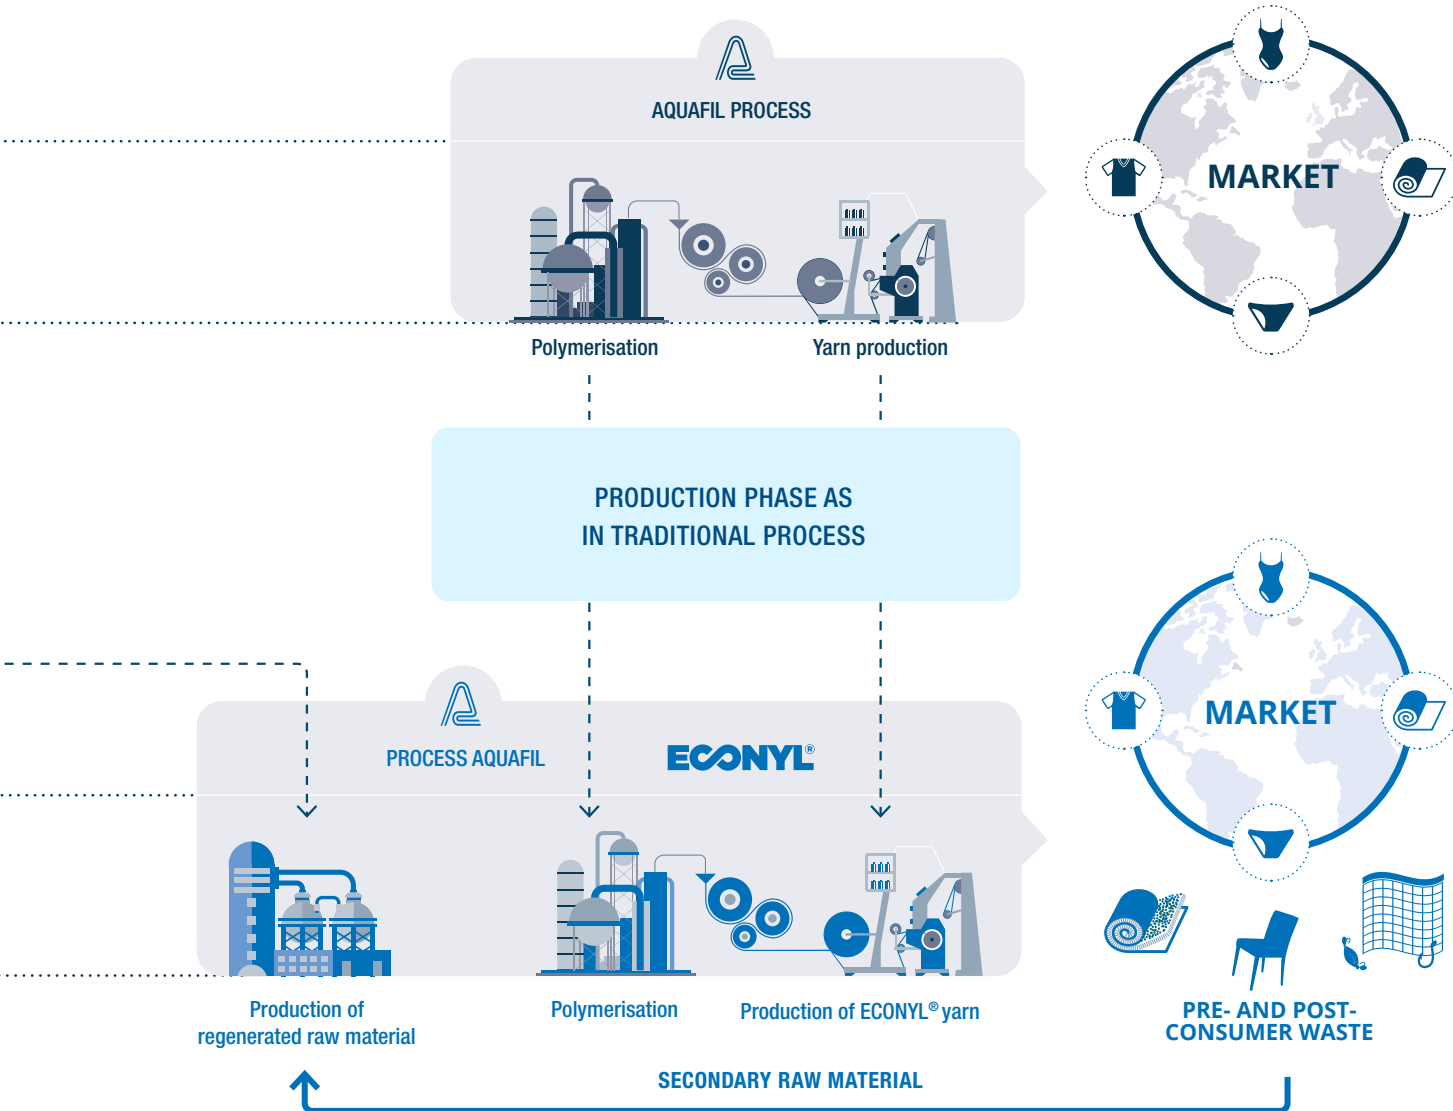 AQUAFIL PROCESS
MARKET
Polymerisation
Yarn production
PRODUCTION PHASE AS
IN TRADITIONAL PROCESS
PROCESS AQUAFIL
ECONYL®
MARKET
Production of
regenerated raw material
Polymerisation
Production of ECONYL® yarn
PRE- AND POST-
CONSUMER WASTE
SECONDARY RAW MATERIAL